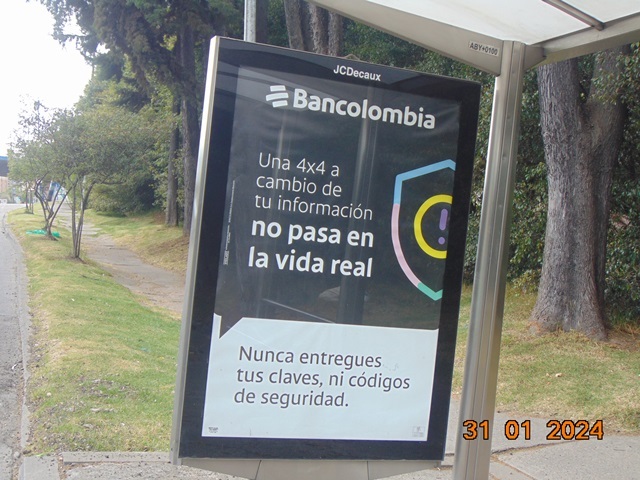 ABY+0100
JCDecaux
Bancolombia
Una 4x4 a
cambio de
tu información
no pasa en
la vida real
Nunca entregues
tus claves, ni códigos
de seguridad.
31 01 2024